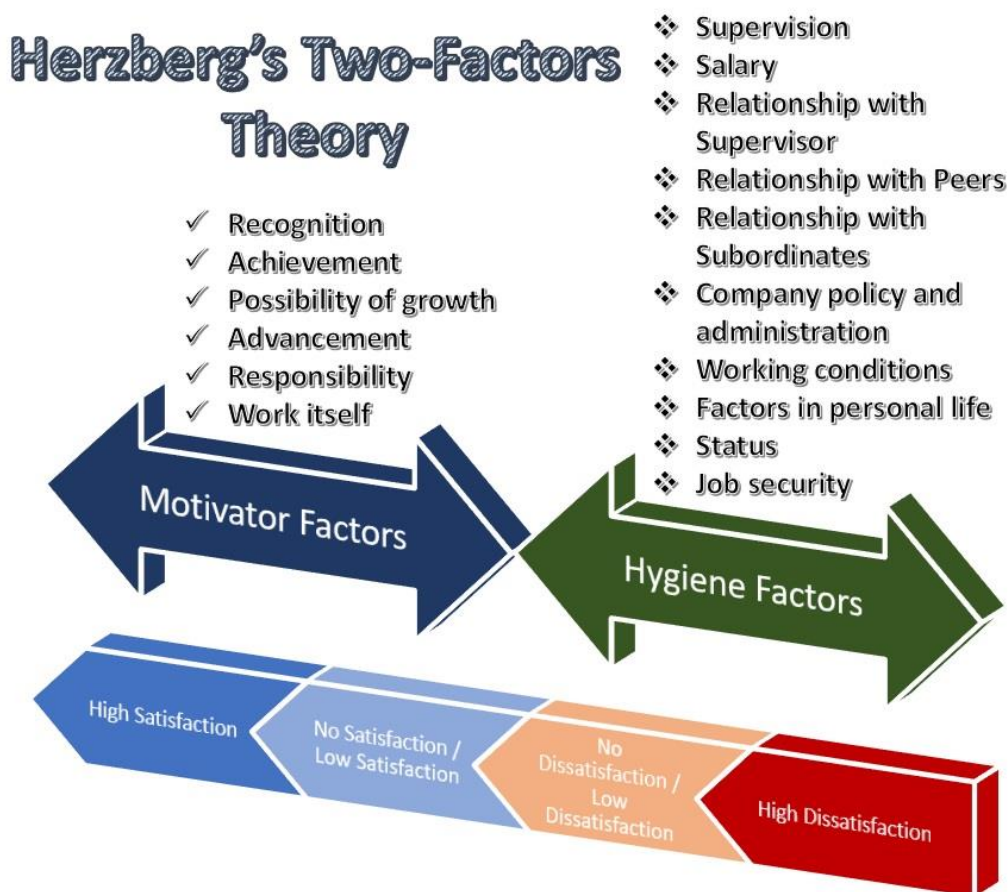 Herzberg's Two-Factors
Theory
✓ Recognition
✓ Achievement
✓ Possibility of growth
✓ Advancement
✓ Responsibility
✓ Work itself
❖ Supervision
❖ Salary
❖ Relationship with
Supervisor
❖ Relationship with Peers
❖ Relationship with
Subordinates
❖ Company policy and
administration
❖ Working conditions
❖ Factors in personal life
❖ Status
❖ Job security
Motivator Factors
Hygiene Factors
High Satisfaction
No Satisfaction /
Low Satisfaction
No
Dissatisfaction /
Low
Dissatisfaction
High Dissatisfaction